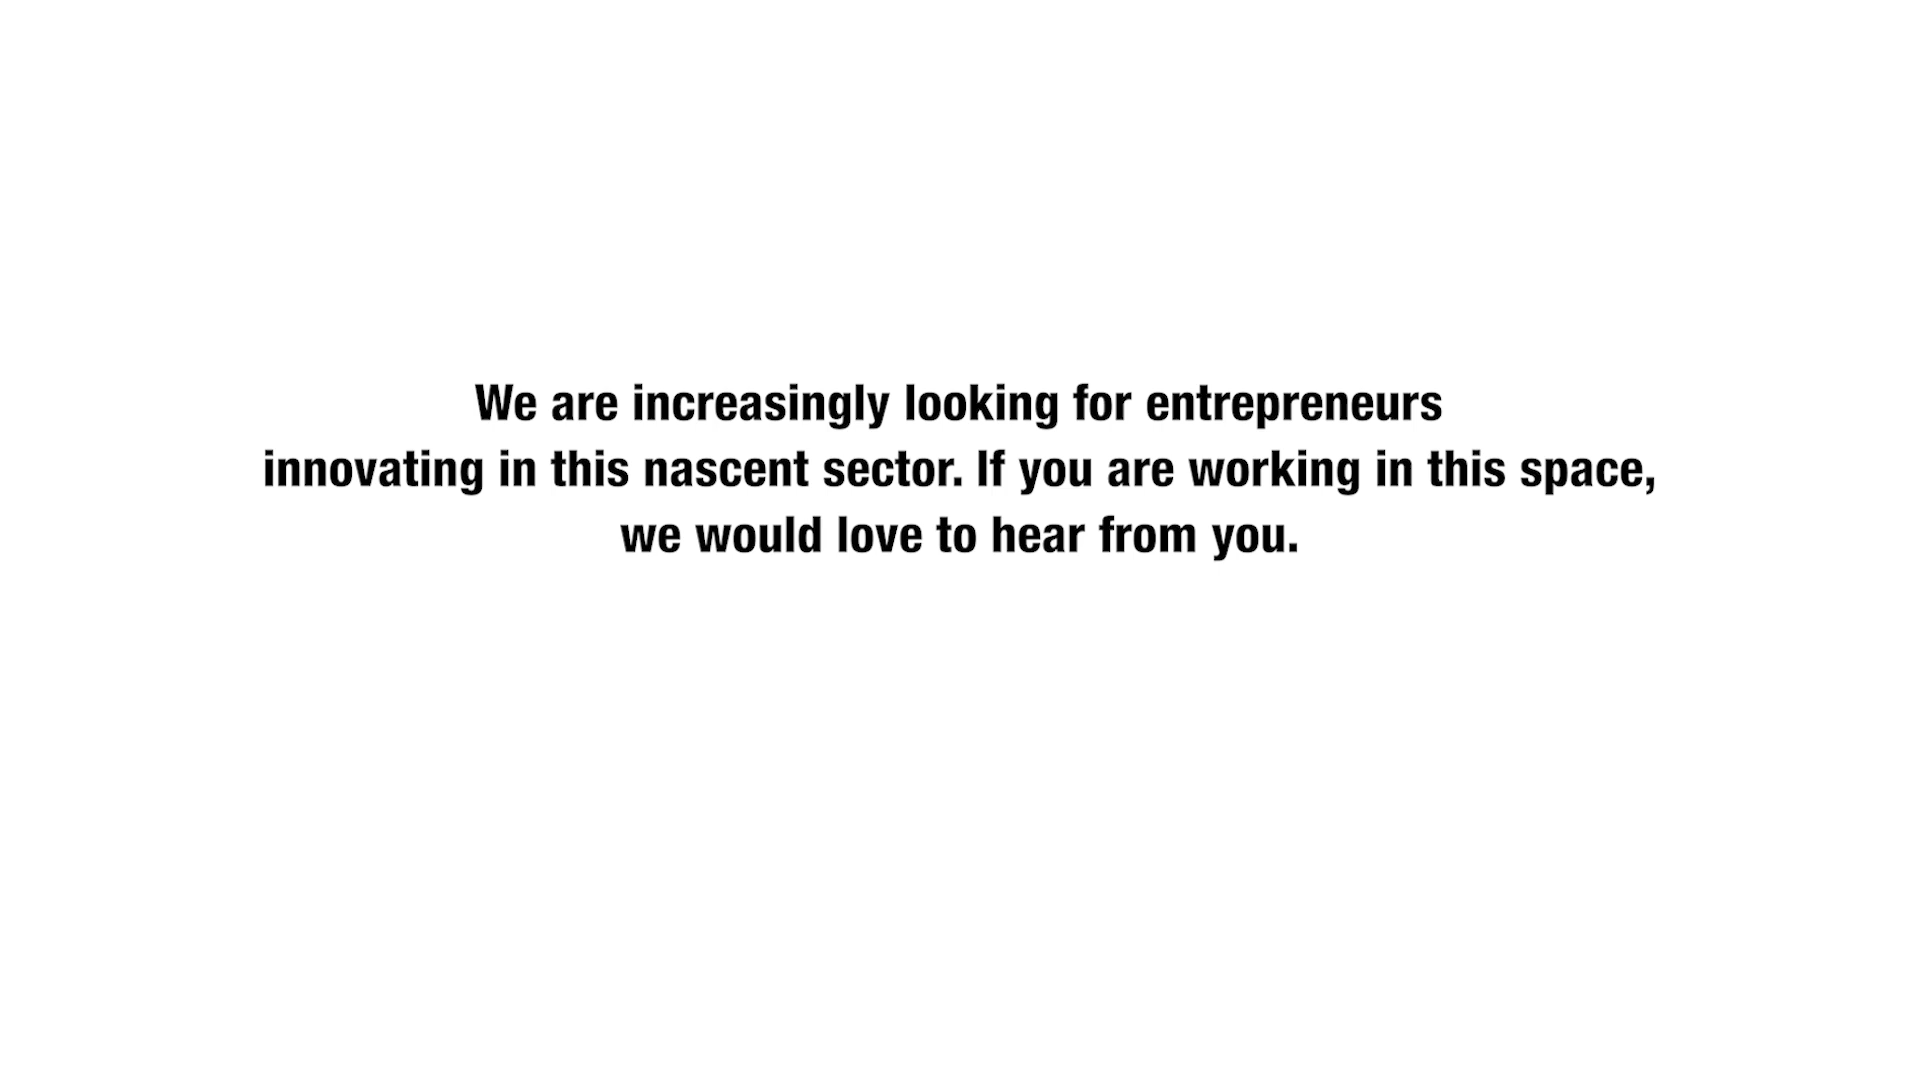 We are increasingly looking for entrepreneurs
innovating in this nascent sector. If you are working in this space,
we would love to hear from you.